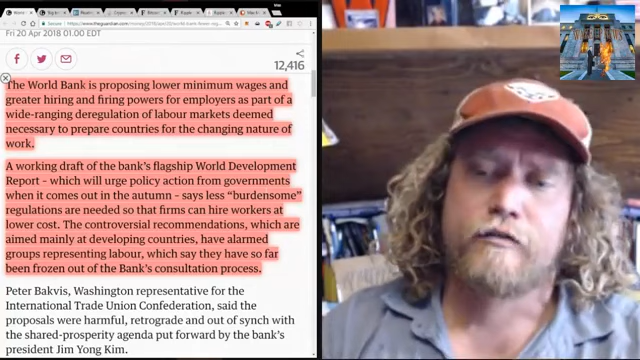 Fri 20 Apr 2018 01.00 EDT
12,416
The World Bank is proposing lower minimum wages and
greater hiring and firing powers for employers as part of a
wide-ranging deregulation of labour markets deemed
necessary to prepare countries for the changing nature of
work.
A working draft of the bank's flagship World Development
Report – which will urge policy action from governments
when it comes out in the autumn – says less “burdensome”
regulations are needed so that firms can hire workers at
lower cost. The controversial recommendations, which are
aimed mainly at developing countries, have alarmed
groups representing labour, which say they have so far
been frozen out of the Bank's consultation process.
Peter Bakvis, Washington representative for the
International Trade Union Confederation, said the
proposals were harmful, retrograde and out of synch with
the shared-prosperity agenda put forward by the bank's
president Jim Yong Kim.